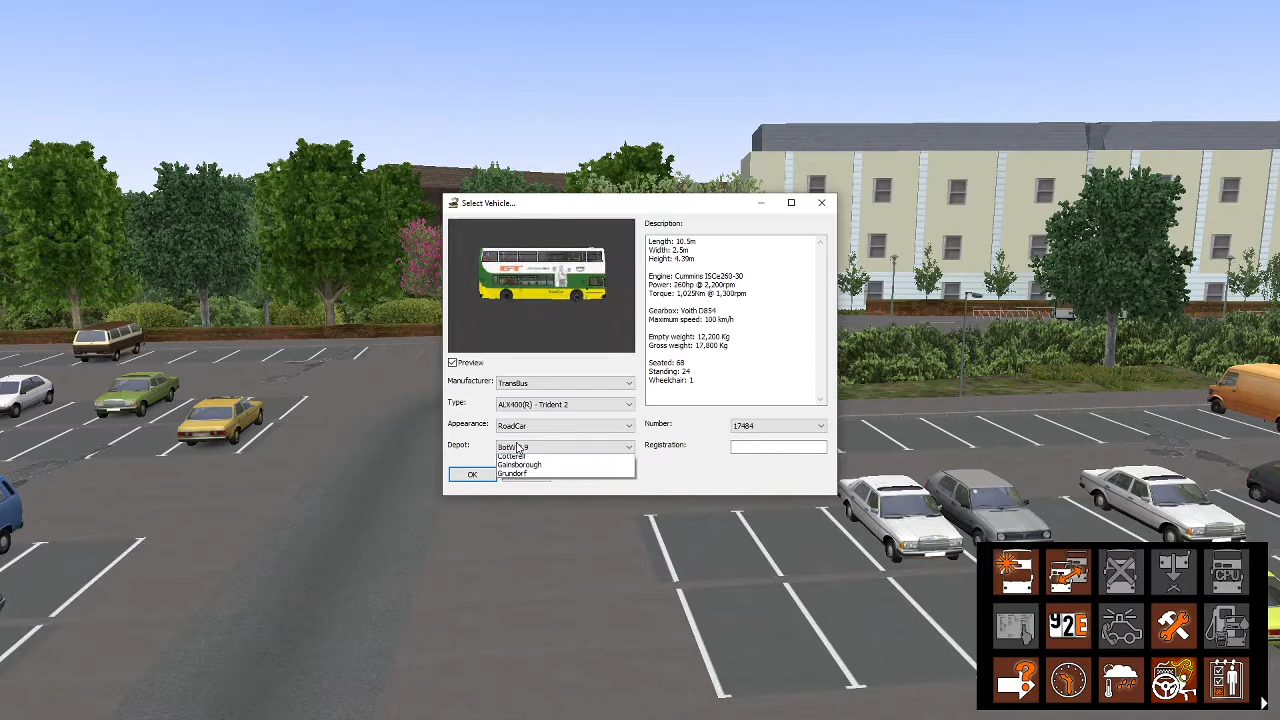 Select Vehicle...
Description:
Length: 10.5m
Width: 2.5m
Height: 4.39m
Engine: Cummins ISCe260-30
Power: 260hp @ 2,200rpm
Torque: 1,025Nm @ 1,300rpm
Gearbox: Voith D854
Maximum speed: 100 km/h
Empty weight: 12,200 Kg
Gross weight: 17,800 Kg
Seated: 68
Standing: 24
Wheelchair: 1
Preview
Manufacturer: TransBus
Type: ALX400(R) - Trident 2
Appearance: RoadCar
Number: 17484
Depot:
Registration:
Cotterell
Gainsborough
Grundorf
OK
CPU
92E